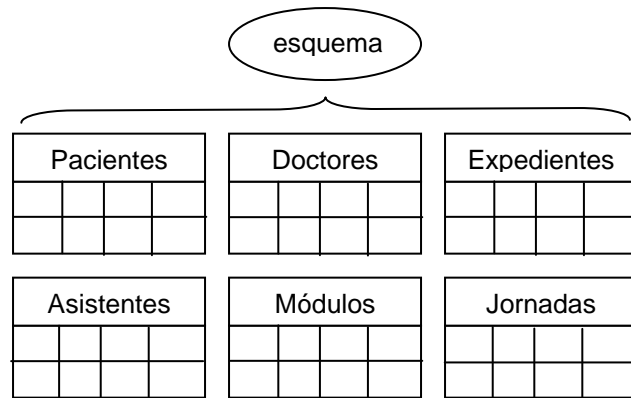 esquema
Pacientes
Doctores
Expedientes
Asistentes
Módulos
Jornadas